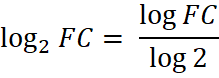 log₂ FC = log FC / log 2